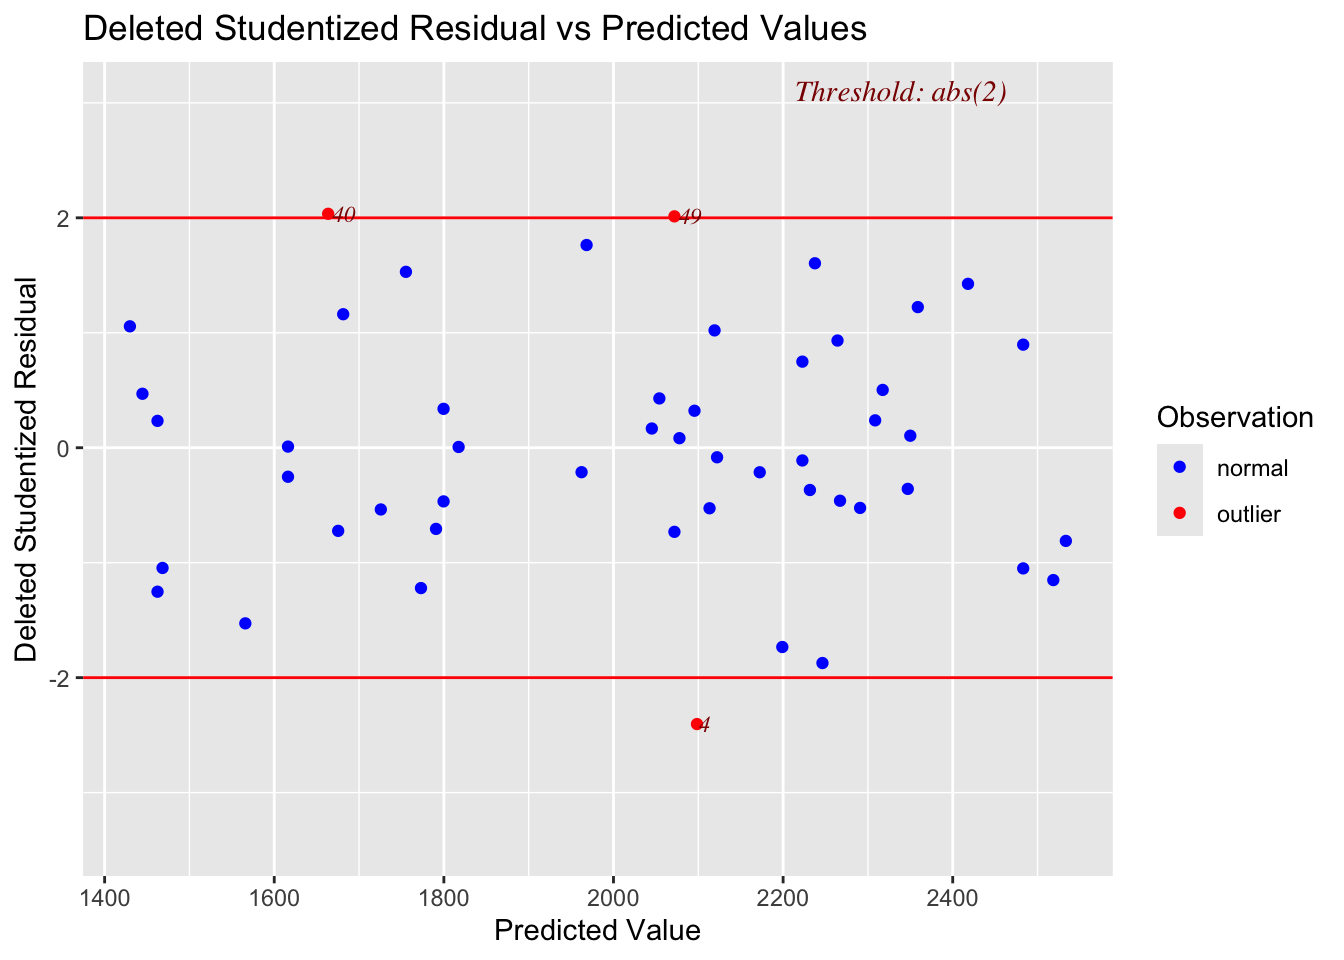 Deleted Studentized Residual vs Predicted Values
Threshold: abs(2)
2
0
-2
40
49
4
Deleted Studentized Residual
1400 1600 1800 2000 2200 2400
Predicted Value
Observation
normal
outlier